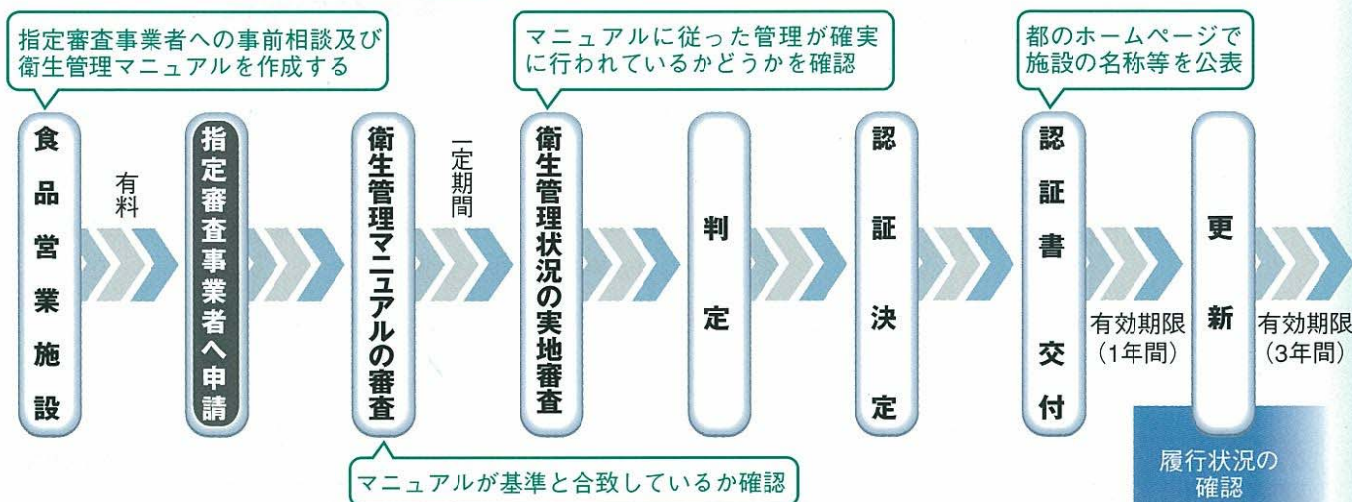 指定審査事業者への事前相談及び
衛生管理マニュアルを作成する
マニュアルに従った管理が確実
に行われているかどうかを確認
都のホームページで
施設の名称等を公表
食品営業施設
有料
指定審査事業者へ申請
衛生管理マニュアルの審査
一定期間
衛生管理状況の実地審査
判定
認証決定
認証書交付
有効期限
（1年間）
更新
有効期限
（3年間）
マニュアルが基準と合致しているか確認
履行状況の
確認